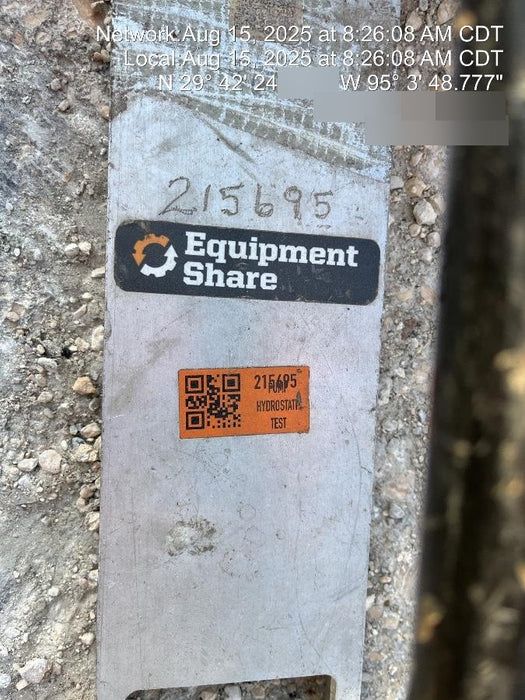 Network:Aug 15, 2025 at 8:26:08 AM CDT
Local:Aug 15, 2025 at 8:26:08 AM CDT
N 29° 42' 24 W 95° 3' 48.777"
215695
Equipment
Share
215695
PUMP
HYDROSTATIC
TEST